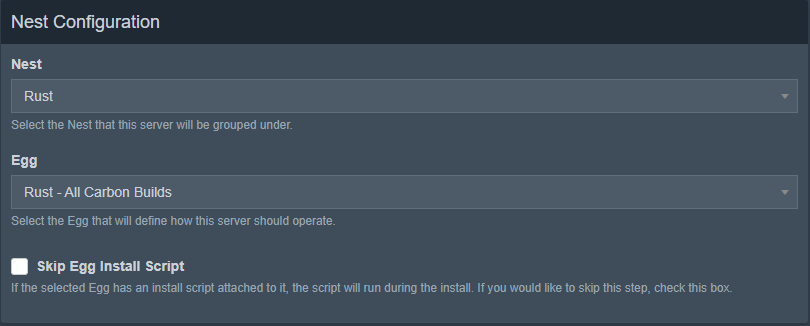 Nest Configuration
Nest
Rust
Select the Nest that this server will be grouped under.
Egg
Rust - All Carbon Builds
Select the Egg that will define how this server should operate.
Skip Egg Install Script
If the selected Egg has an install script attached to it, the script will run during the install. If you would like to skip this step, check this box.